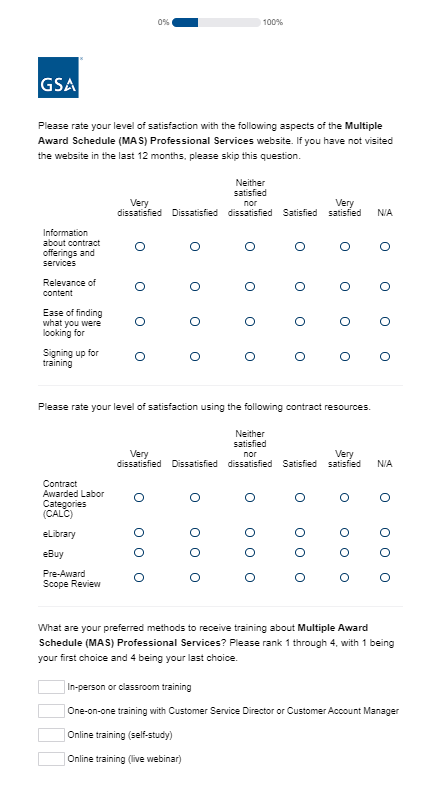 0% 100%
GSA
Please rate your level of satisfaction with the following aspects of the Multiple
Award Schedule (MAS) Professional Services website. If you have not visited
the website in the last 12 months, please skip this question.
Very dissatisfied
Dissatisfied
Neither satisfied nor dissatisfied
Satisfied
Very satisfied
N/A
Information
about contract
offerings and
services
Relevance of
content
Ease of finding
what you were
looking for
Signing up for
training
Please rate your level of satisfaction using the following contract resources.
Very dissatisfied
Dissatisfied
Neither satisfied nor dissatisfied
Satisfied
Very satisfied
N/A
Contract
Awarded Labor
Categories
(CALC)
eLibrary
eBuy
Pre-Award
Scope Review
What are your preferred methods to receive training about Multiple Award
Schedule (MAS) Professional Services? Please rank 1 through 4, with 1 being
your first choice and 4 being your last choice.
In-person or classroom training
One-on-one training with Customer Service Director or Customer Account Manager
Online training (self-study)
Online training (live webinar)